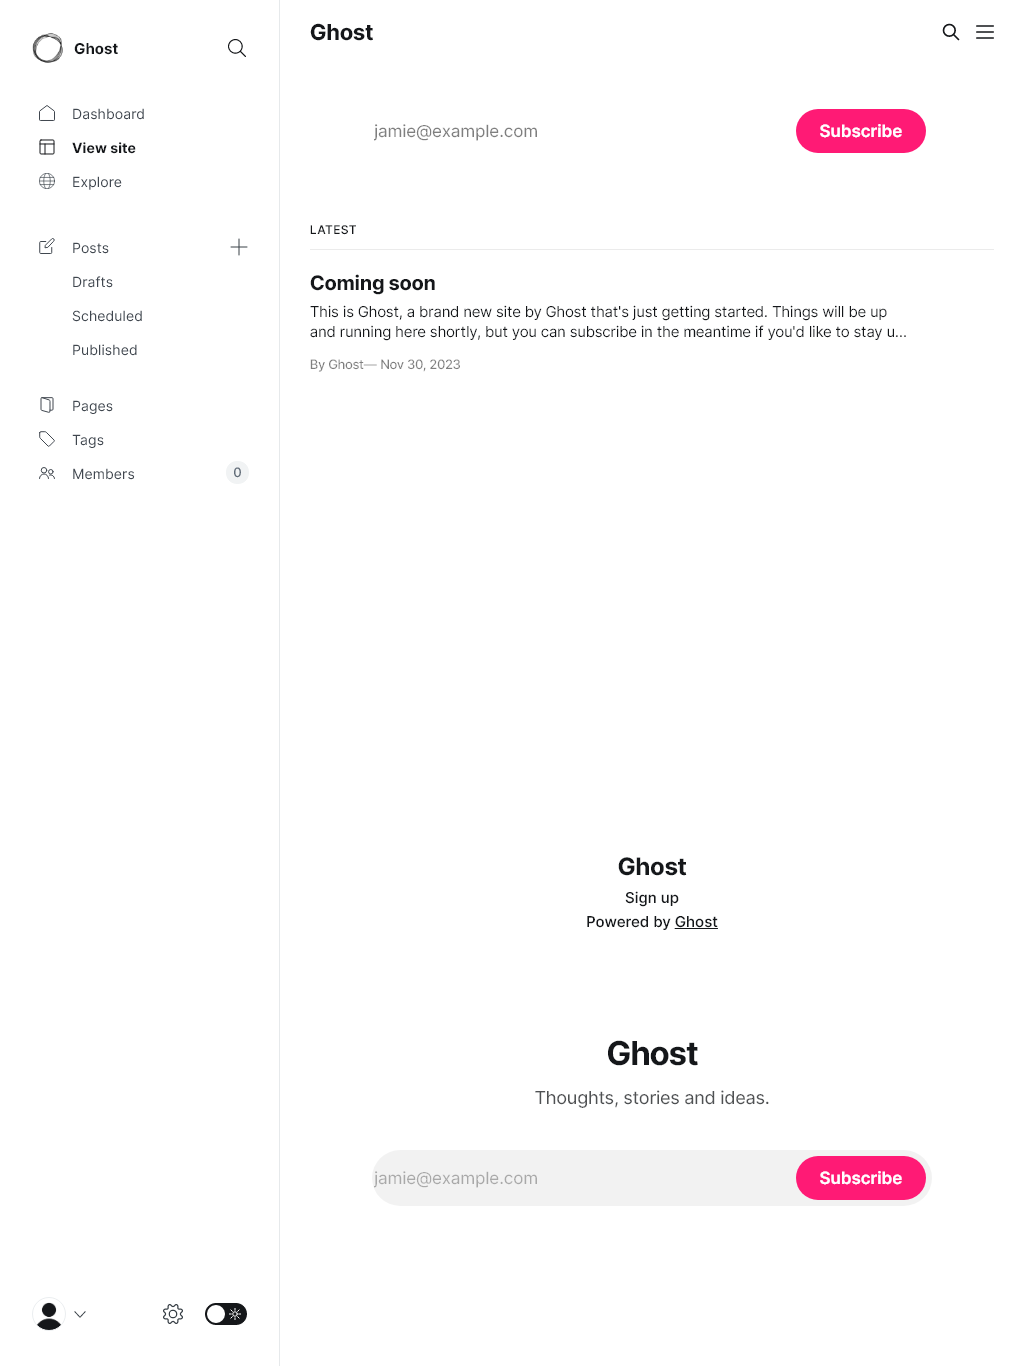 Ghost
Dashboard
View site
Explore
Posts
Drafts
Scheduled
Published
Pages
Tags
Members 0
Ghost
jamie@example.com Subscribe
LATEST
Coming soon
This is Ghost, a brand new site by Ghost that's just getting started. Things will be up
and running here shortly, but you can subscribe in the meantime if you'd like to stay u...
By Ghost— Nov 30, 2023
Ghost
Sign up
Powered by Ghost
Ghost
Thoughts, stories and ideas.
jamie@example.com Subscribe